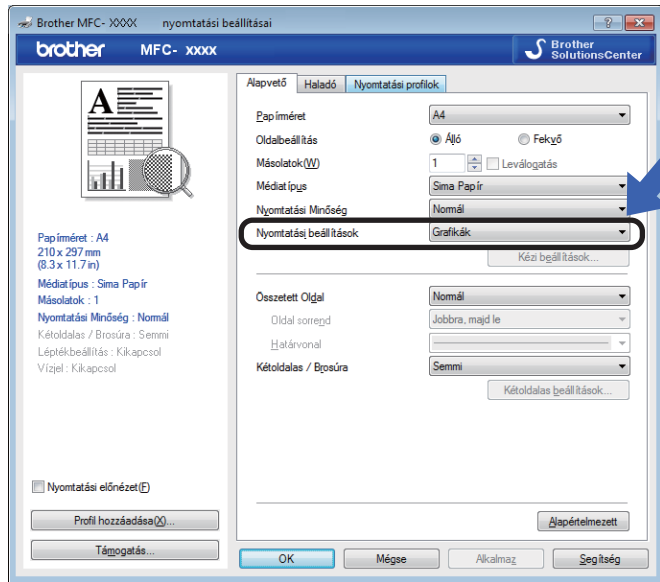 Brother MFC- XXXX nyomtatási beállításai
brother MFC- xxxx
Brother
SolutionsCenter
Alapvető Haladó Nyomtatási profilok
Papírméret A4
Oldalbeállítás Álló Fekvő
Másolatok(W) 1 Leválogatás
Médiatípus Sima Papír
Nyomtatási Minőség Normál
Nyomtatási beállítások Grafikák
Kézi beállítások...
Összetett Oldal Normál
Oldal sorrend Jobbra, majd le
Határvonal
Kétoldalas / Brosúra Semmi
Kétoldalas beállítások...
A
Papírméret : A4
210 x 297 mm
(8.3 x 11.7 in)
Médiatípus : Sima Papír
Másolatok : 1
Nyomtatási Minőség : Normál
Kétoldalas / Brosúra : Semmi
Léptékbeállítás : Kikapcsol
Vízjel : Kikapcsol
Nyomtatási előnézet(F)
Profil hozzáadása(X)...
Támogatás...
Alapértelmezett
OK Mégse Alkalmaz Segítség